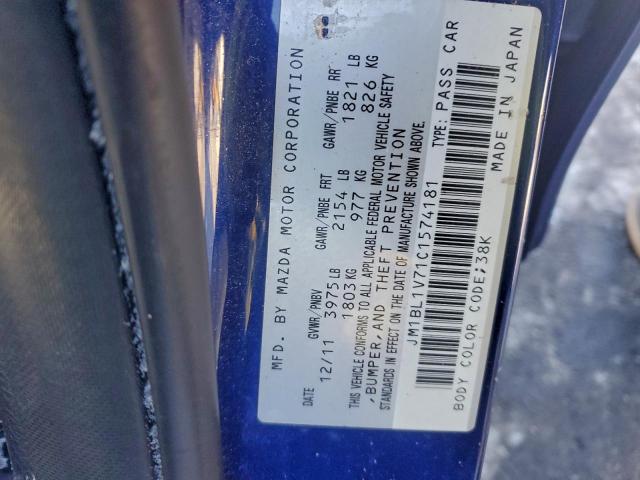 MFD. BY MAZDA MOTOR CORPORATION
DATE GVWR/PNBV GAWR/PNBE FRT GAWR/PNBE RR
12/11 3975 LB 2154 LB 1821 LB
1803 KG 977 KG 826 KG
THIS VEHICLE CONFORMS TO ALL APPLICABLE FEDERAL MOTOR VEHICLE SAFETY
,BUMPER,AND THEFT PREVENTION
STANDARDS IN EFFECT ON THE DATE OF MANUFACTURE SHOWN ABOVE.
JM1BL1V71C1574181 TYPE: PASS CAR
BODY COLOR CODE;38K MADE IN JAPAN